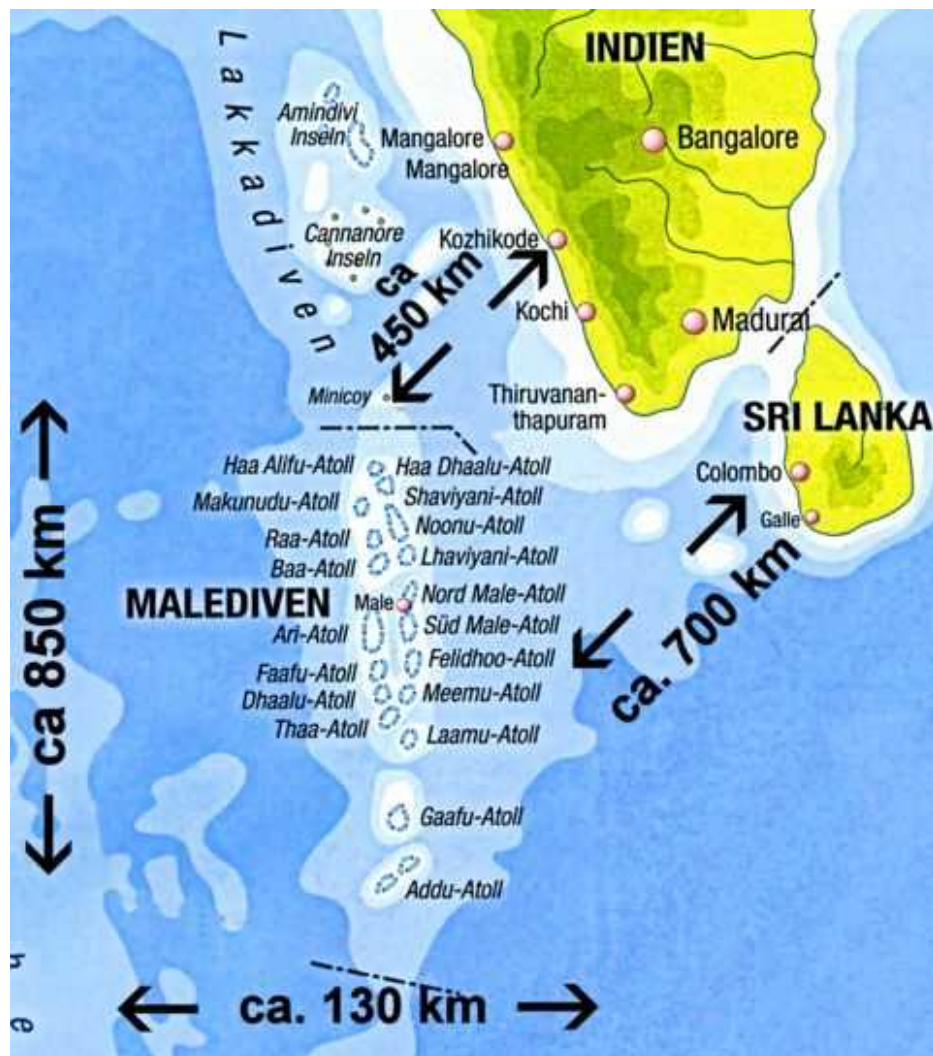 Lakkadiven
INDIEN
Amindivi
Inseln
Mangalore
Mangalore
Bangalore
Cannanore
Inseln
Kozhikode
ca
450 km
Kochi
Madurai
Minicoy
Thiruvanan-
thapuram
SRI LANKA
Haa Alifu-Atoll
Haa Dhaalu-Atoll
Colombo
Makunudu-Atoll
Shaviyani-Atoll
Galle
Noonu-Atoll
Raa-Atoll
Lhaviyani-Atoll
Baa-Atoll
MALEDIVEN
Male
Nord Male-Atoll
Ari-Atoll
Süd Male-Atoll
ca. 700 km
ca 850 km
Felidhoo-Atoll
Faafu-Atoll
Dhaalu-Atoll
Meemu-Atoll
Thaa-Atoll
Laamu-Atoll
Gaafu-Atoll
Addu-Atoll
h e
ca. 130 km